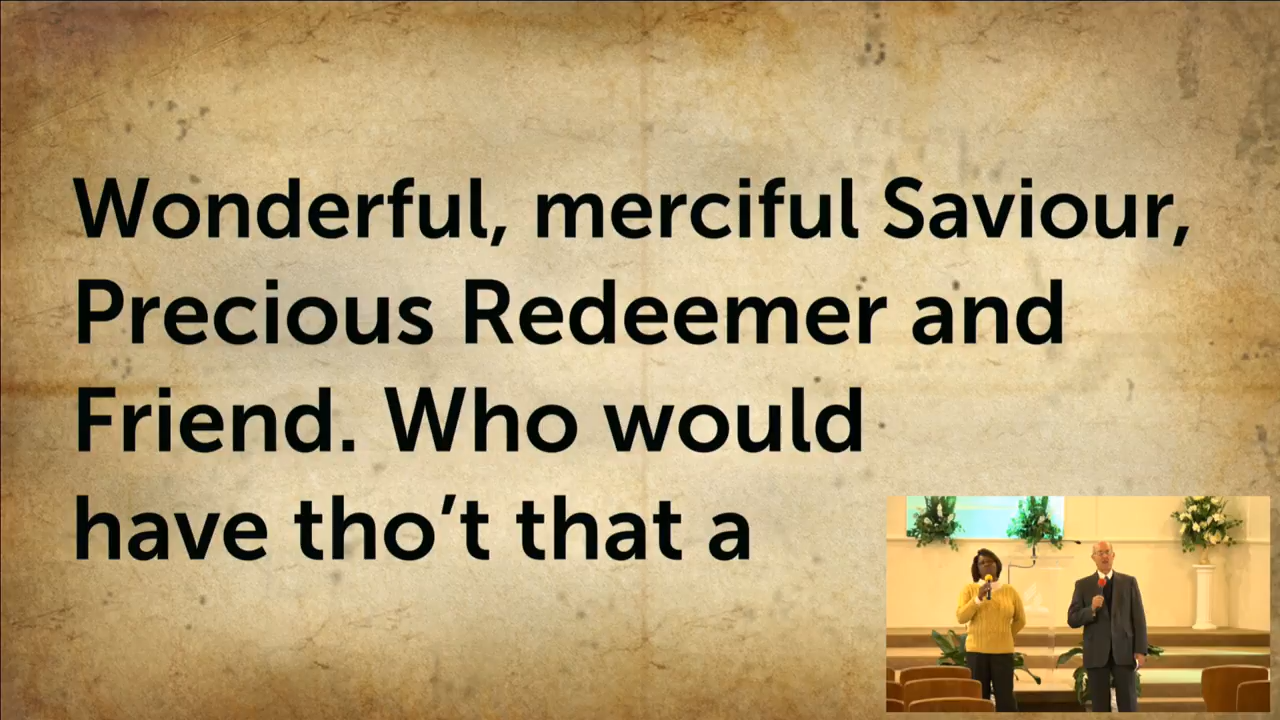 Wonderful, merciful Saviour,
Precious Redeemer and
Friend. Who would
have tho’t that a